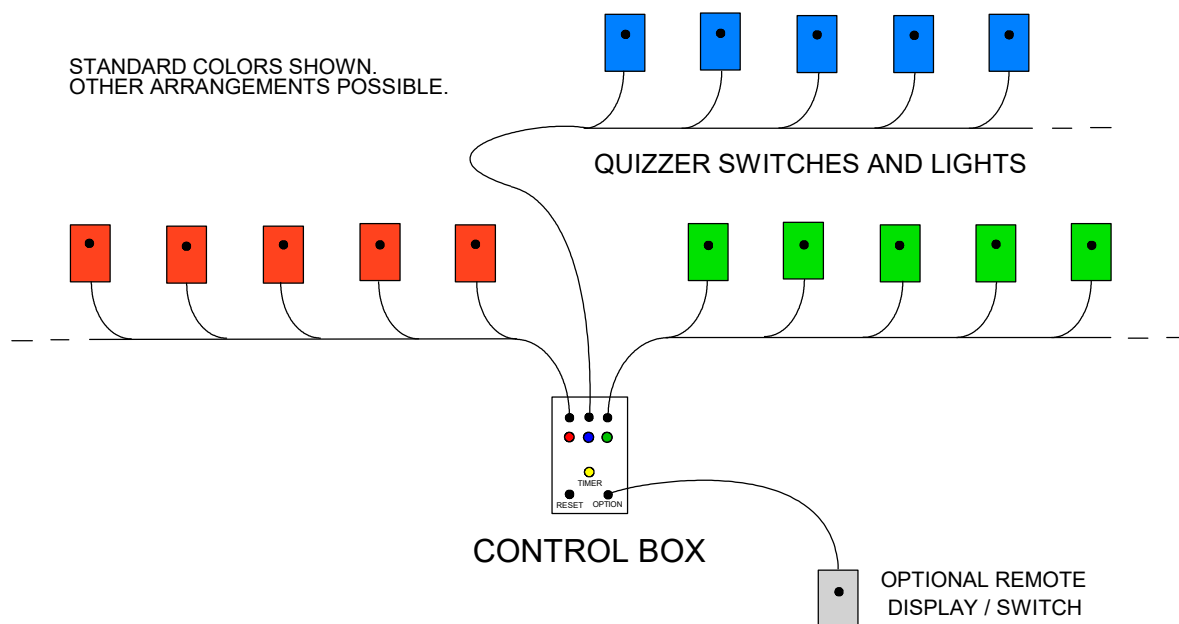 STANDARD COLORS SHOWN.
OTHER ARRANGEMENTS POSSIBLE.
QUIZZER SWITCHES AND LIGHTS
TIMER
RESET OPTION
CONTROL BOX
OPTIONAL REMOTE
DISPLAY / SWITCH